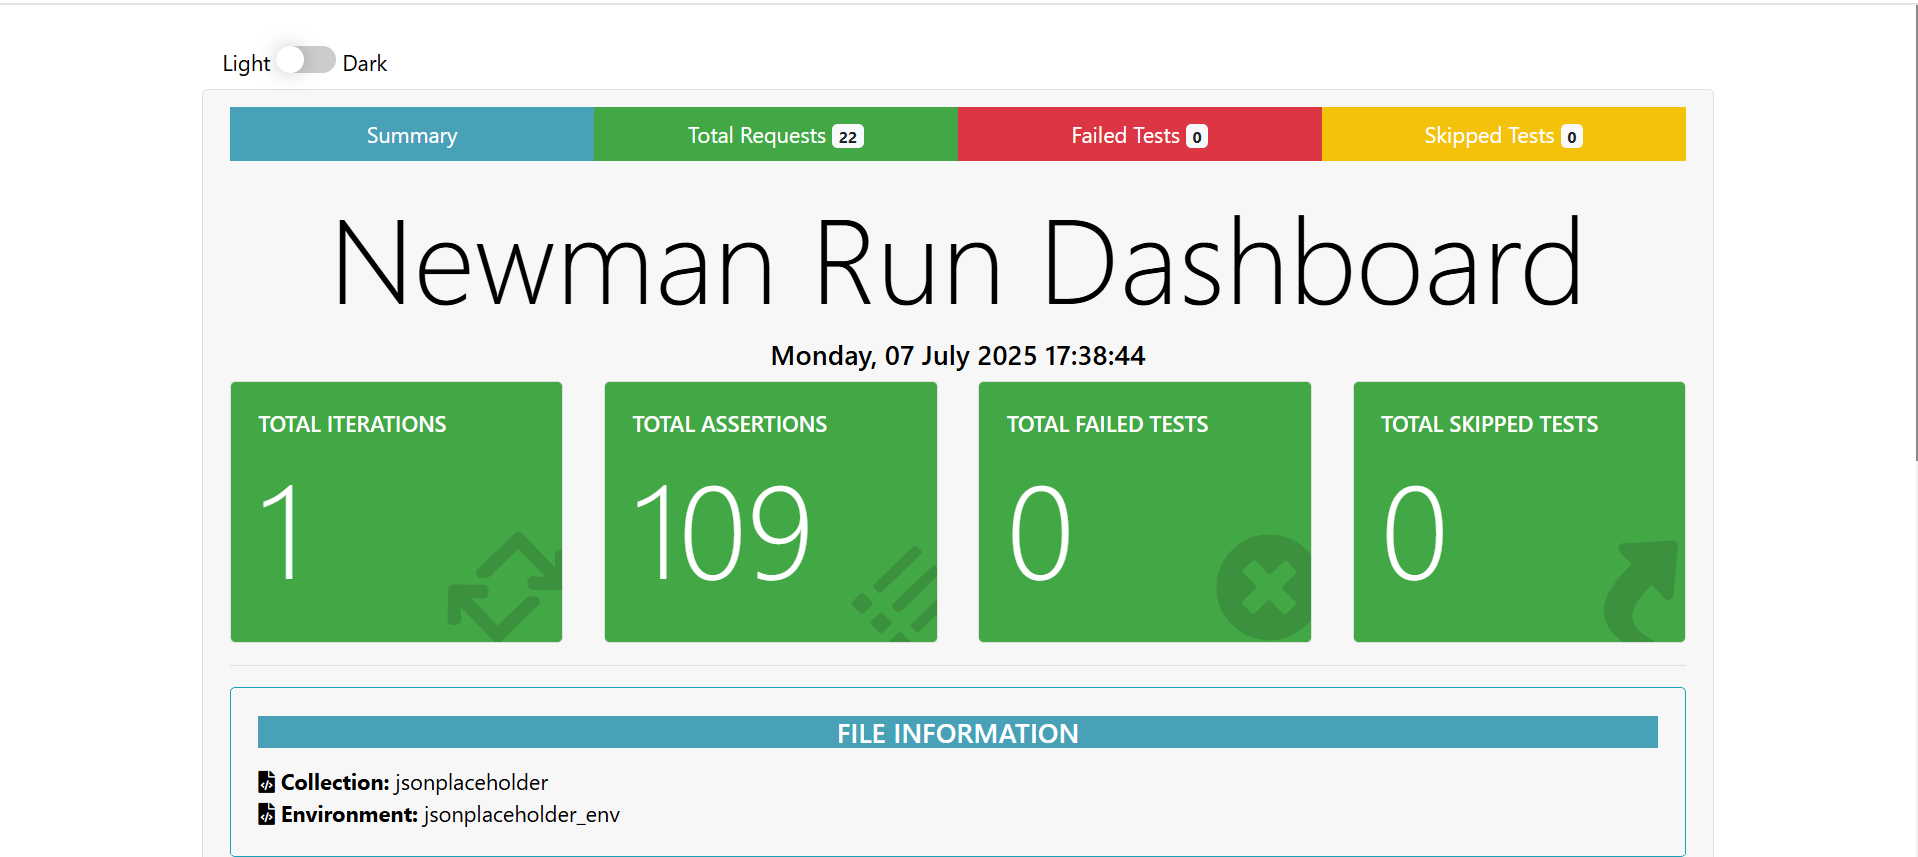 Light Dark
Summary Total Requests 22 Failed Tests 0 Skipped Tests 0
Newman Run Dashboard
Monday, 07 July 2025 17:38:44
TOTAL ITERATIONS
1
TOTAL ASSERTIONS
109
TOTAL FAILED TESTS
0
TOTAL SKIPPED TESTS
0
FILE INFORMATION
Collection: jsonplaceholder
Environment: jsonplaceholder_env